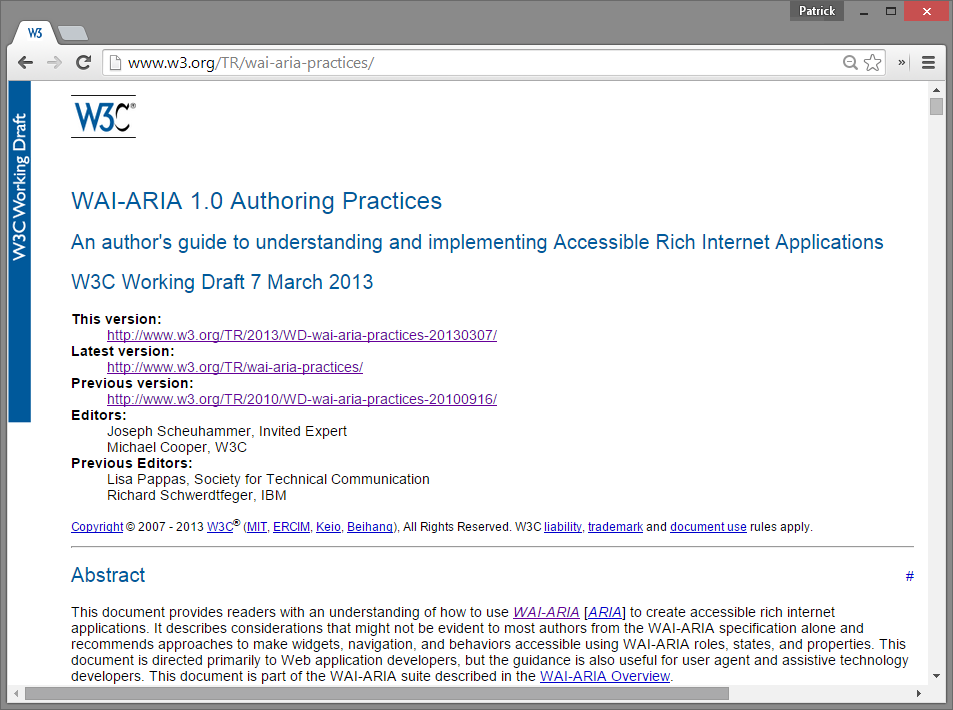 Patrick
W3
www.w3.org/TR/wai-aria-practices/
»
W3C Working Draft
W3C®
WAI-ARIA 1.0 Authoring Practices
An author's guide to understanding and implementing Accessible Rich Internet Applications
W3C Working Draft 7 March 2013
This version:
http://www.w3.org/TR/2013/WD-wai-aria-practices-20130307/
Latest version:
http://www.w3.org/TR/wai-aria-practices/
Previous version:
http://www.w3.org/TR/2010/WD-wai-aria-practices-20100916/
Editors:
Joseph Scheuhammer, Invited Expert
Michael Cooper, W3C
Previous Editors:
Lisa Pappas, Society for Technical Communication
Richard Schwerdtfeger, IBM
Copyright © 2007 - 2013 W3C® (MIT, ERCIM, Keio, Beihang), All Rights Reserved. W3C liability, trademark and document use rules apply.
Abstract #
This document provides readers with an understanding of how to use WAI-ARIA [ARIA] to create accessible rich internet
applications. It describes considerations that might not be evident to most authors from the WAI-ARIA specification alone and
recommends approaches to make widgets, navigation, and behaviors accessible using WAI-ARIA roles, states, and properties. This
document is directed primarily to Web application developers, but the guidance is also useful for user agent and assistive technology
developers. This document is part of the WAI-ARIA suite described in the WAI-ARIA Overview.